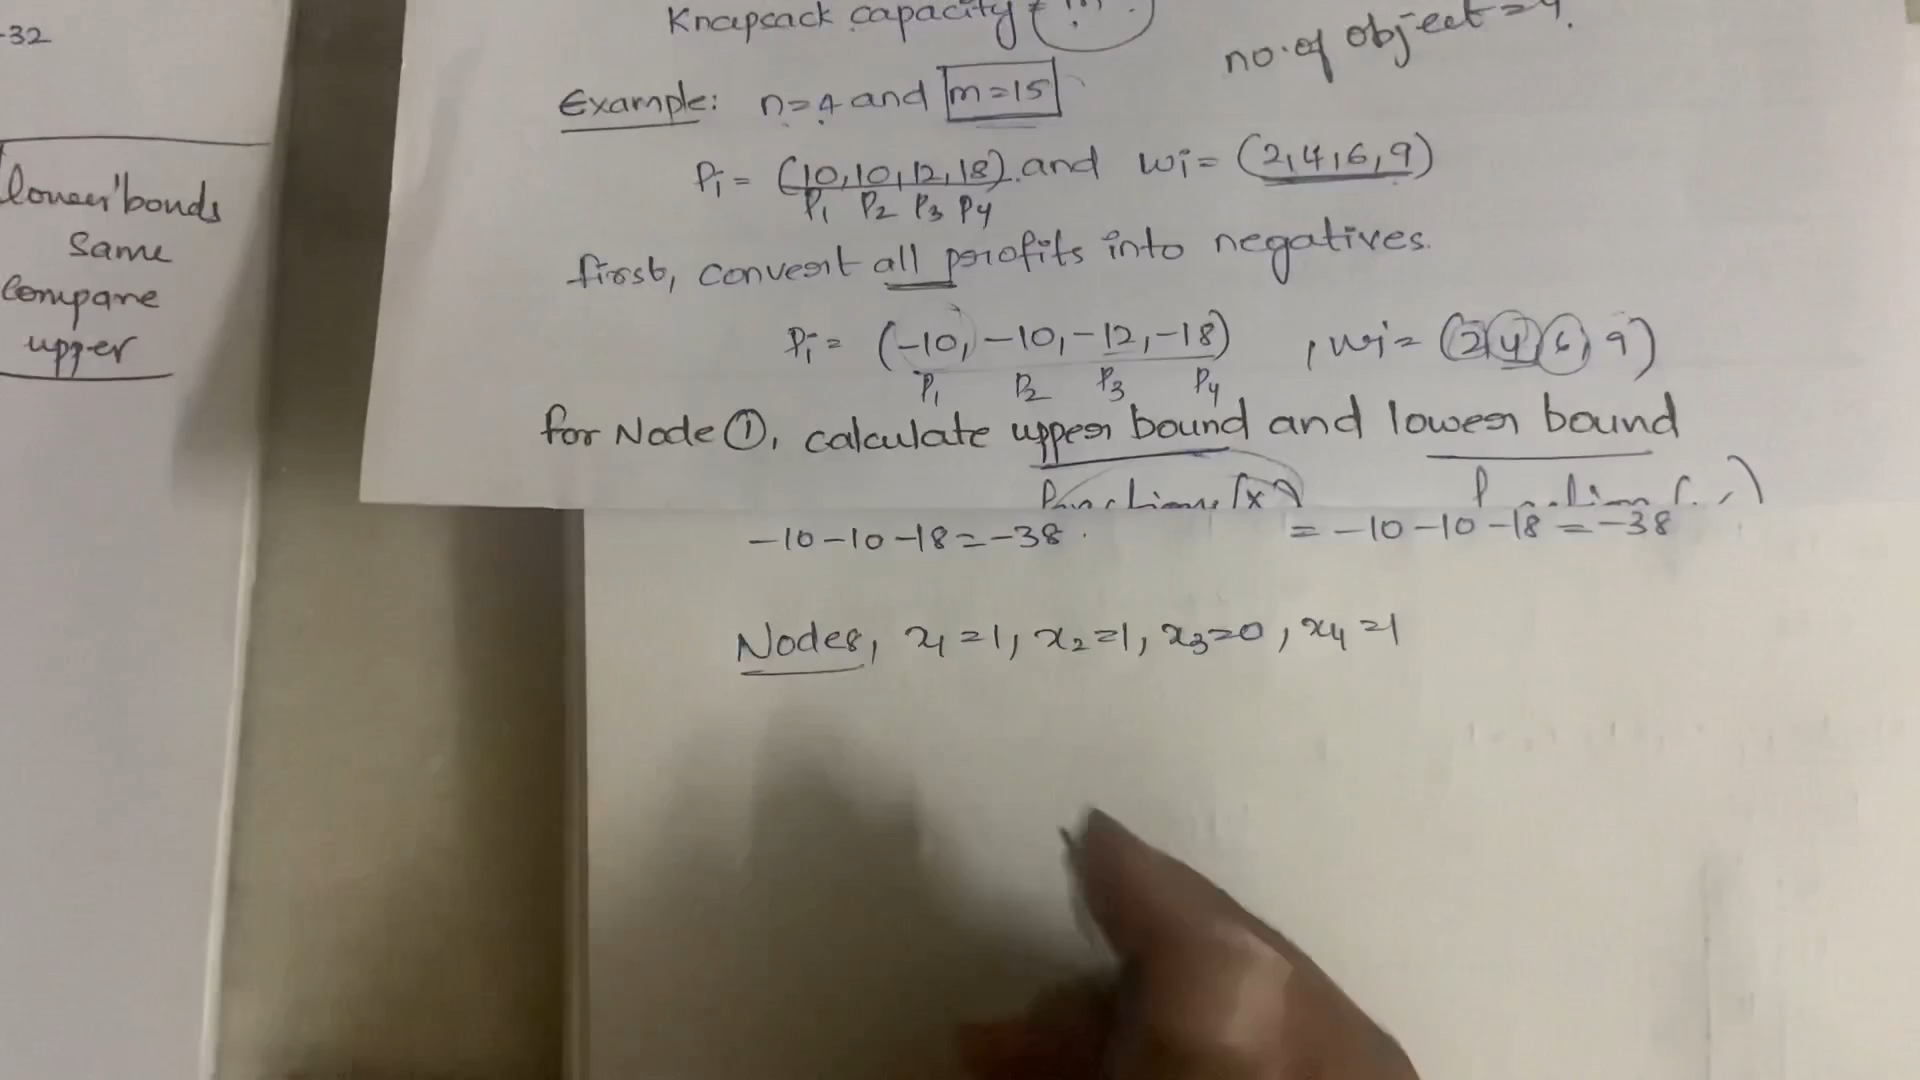 -32
lower bonds
Same
Compare
upper
Knapsack capacity = m.
no.of object = 4.
Example: n=4 and m=15
Pi = (10,10,12,18) and wi = (2,4,6,9)
P1 P2 P3 P4
first, convert all profits into negatives.
Pi = (-10, -10, -12, -18) , wi = (2,4,6,9)
P1 P2 P3 P4
for Node ①, calculate upper bound and lower bound
-10-10-18=-38. = -10-10-18 = -38
Node8, x1=1, x2=1, x3=0, x4=1